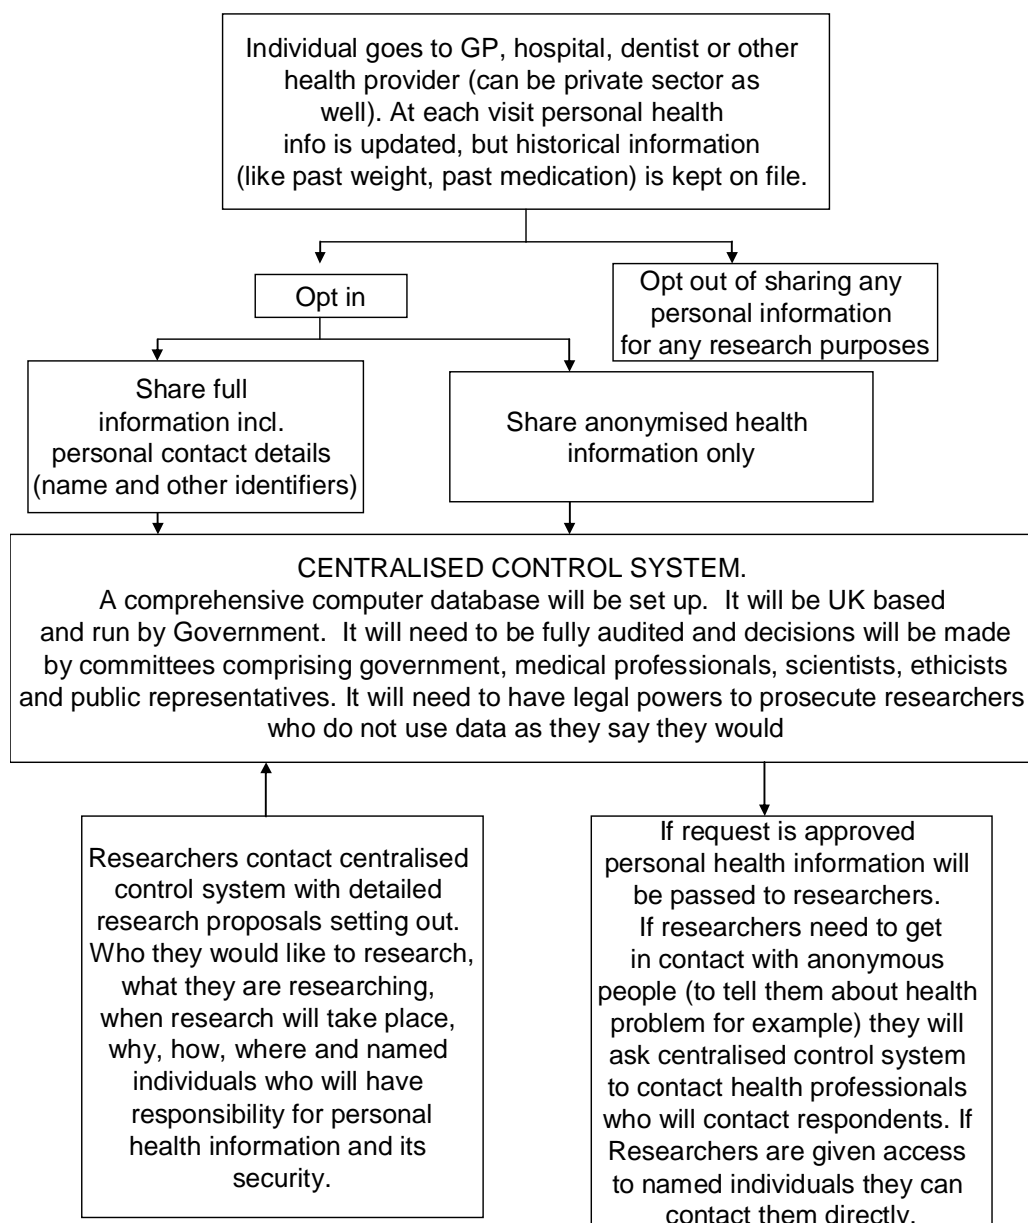 Individual goes to GP, hospital, dentist or other
health provider (can be private sector as
well). At each visit personal health
info is updated, but historical information
(like past weight, past medication) is kept on file.
Opt in
Opt out of sharing any
personal information
for any research purposes
Share full
information incl.
personal contact details
(name and other identifiers)
Share anonymised health
information only
CENTRALISED CONTROL SYSTEM.
A comprehensive computer database will be set up.  It will be UK based
and run by Government.  It will need to be fully audited and decisions will be made
by committees comprising government, medical professionals, scientists, ethicists
and public representatives. It will need to have legal powers to prosecute researchers
who do not use data as they say they would
Researchers contact centralised
control system with detailed
research proposals setting out.
Who they would like to research,
what they are researching,
when research will take place,
why, how, where and named
individuals who will have
responsibility for personal
health information and its
security.
If request is approved
personal health information will
be passed to researchers.
If researchers need to get
in contact with anonymous
people (to tell them about health
problem for example) they will
ask centralised control system
to contact health professionals
who will contact respondents. If
Researchers are given access
to named individuals they can
contact them directly.